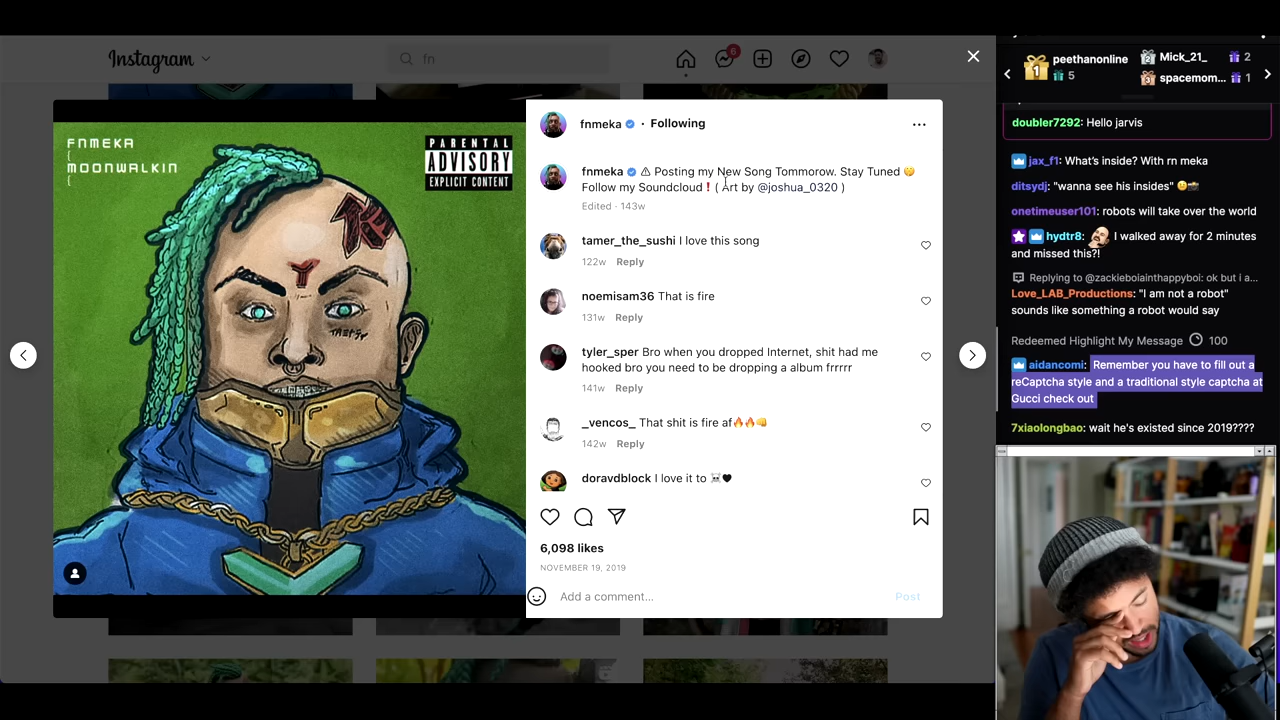 Instagram
fn
6
FNMEKA
MOONWALKIN
PARENTAL
ADVISORY
EXPLICIT CONTENT
fnmeka • Following
fnmeka ⚠ Posting my New Song Tommorow. Stay Tuned 🤫
Follow my Soundcloud❗ ( Art by @joshua_0320 )
Edited · 143w
tamer_the_sushi I love this song
122w Reply
noemisam36 That is fire
131w Reply
tyler_sper Bro when you dropped Internet, shit had me
hooked bro you need to be dropping a album frrrrr
141w Reply
_vencos_ That shit is fire af🔥🔥👊
142w Reply
doravdblock I love it to ☠🖤
6,098 likes
NOVEMBER 19, 2019
Add a comment...
Post
1 peethanonline
5
2 Mick_21_ 2
3 spacemom... 1
doubler7292: Hello jarvis
jax_f1: What's inside? With rn meka
ditsydj: "wanna see his insides" 😕📸
onetimeuser101: robots will take over the world
hydtr8: I walked away for 2 minutes
and missed this?!
Replying to @zackieboiainthappyboi: ok but i a...
Love_LAB_Productions: "I am not a robot"
sounds like something a robot would say
Redeemed Highlight My Message 100
aidancomi: Remember you have to fill out a
reCaptcha style and a traditional style captcha at
Gucci check out
7xiaolongbao: wait he's existed since 2019????